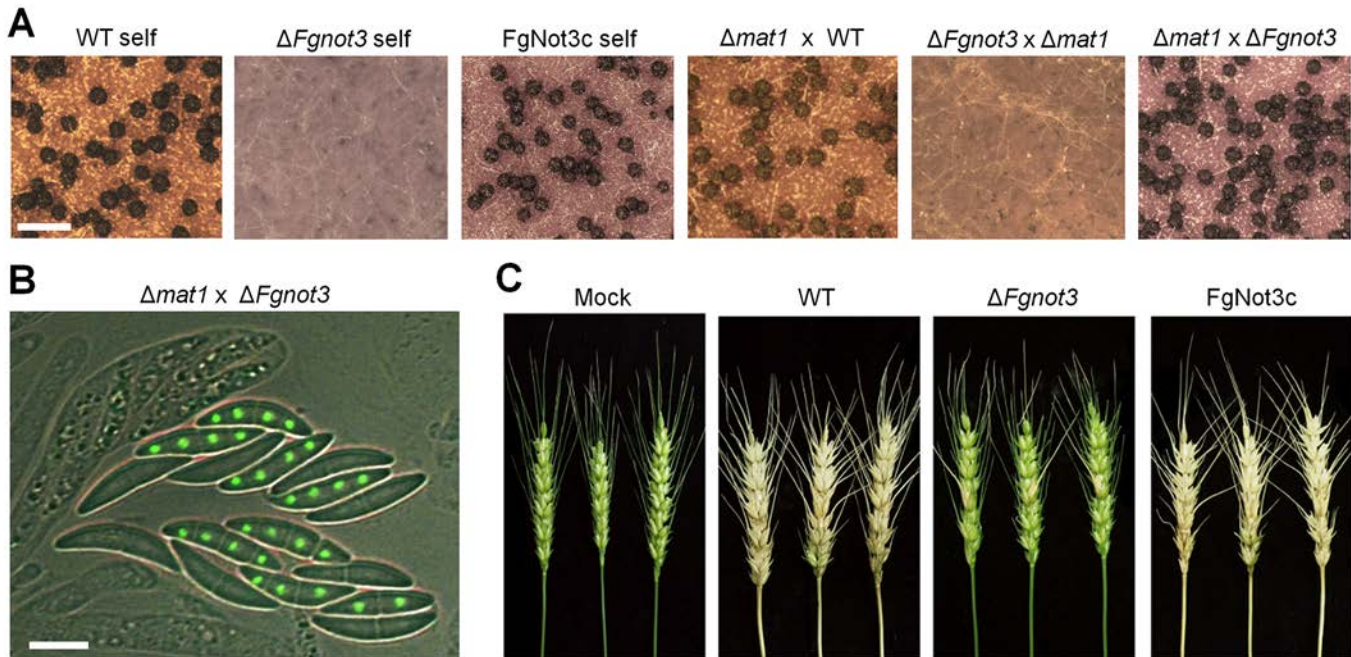 A
WT self
ΔFgnot3 self
FgNot3c self
Δmat1 x WT
ΔFgnot3 x Δmat1
Δmat1 x ΔFgnot3
B
Δmat1 x ΔFgnot3
C
Mock
WT
ΔFgnot3
FgNot3c